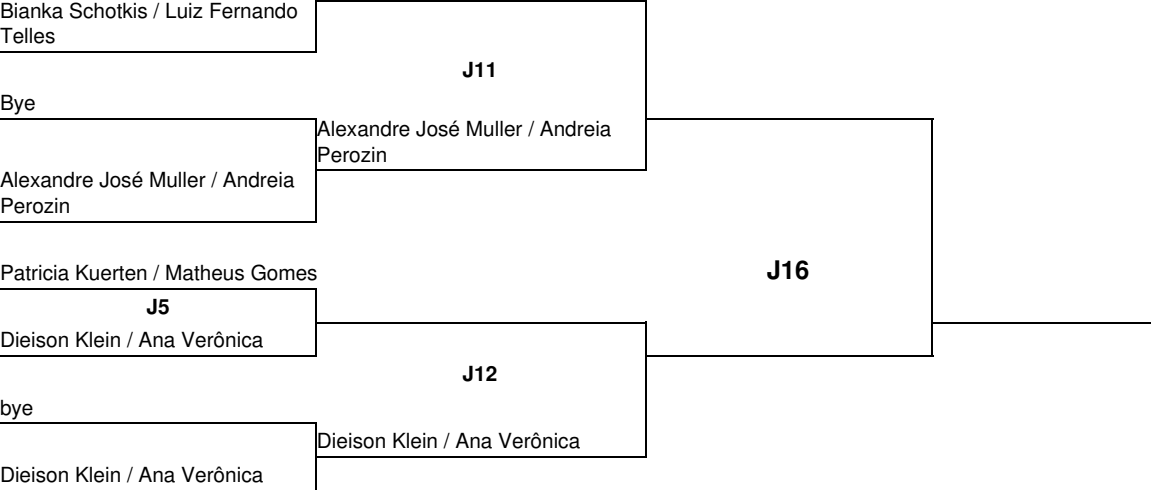 Bianka Schotkis / Luiz Fernando
Telles
J11
Bye
Alexandre José Muller / Andreia
Perozin
Alexandre José Muller / Andreia
Perozin
Patricia Kuerten / Matheus Gomes
J16
J5
Dieison Klein / Ana Verônica
J12
bye
Dieison Klein / Ana Verônica
Dieison Klein / Ana Verônica